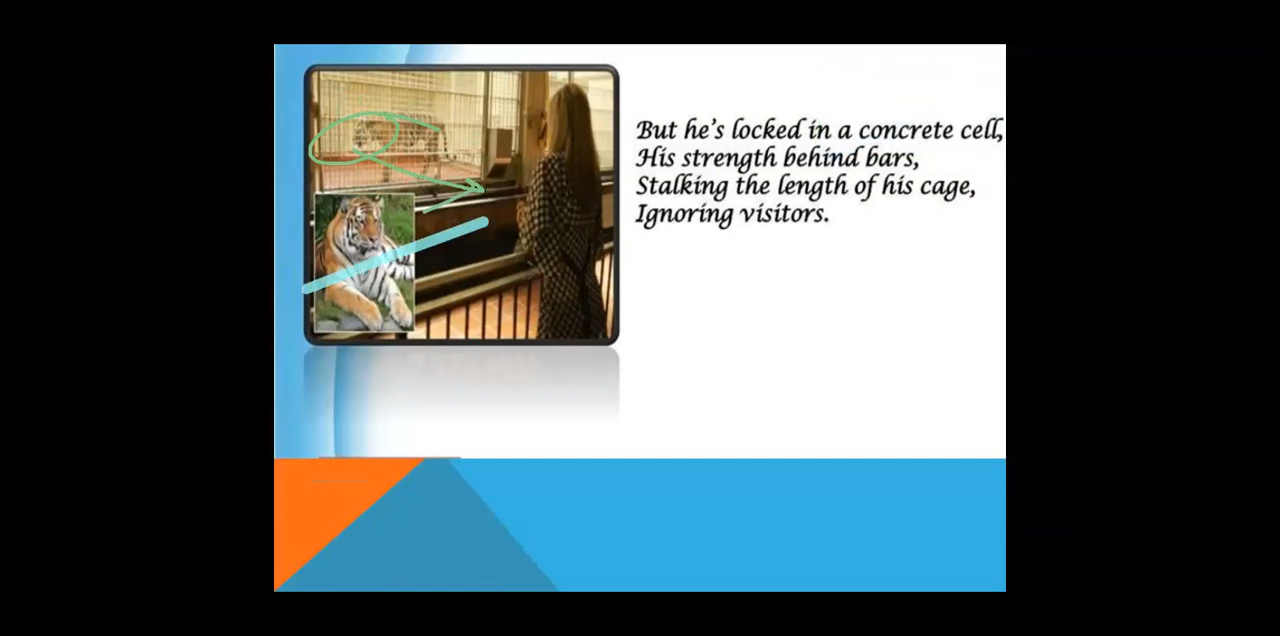 But he's locked in a concrete cell,
His strength behind bars,
Stalking the length of his cage,
Ignoring visitors.